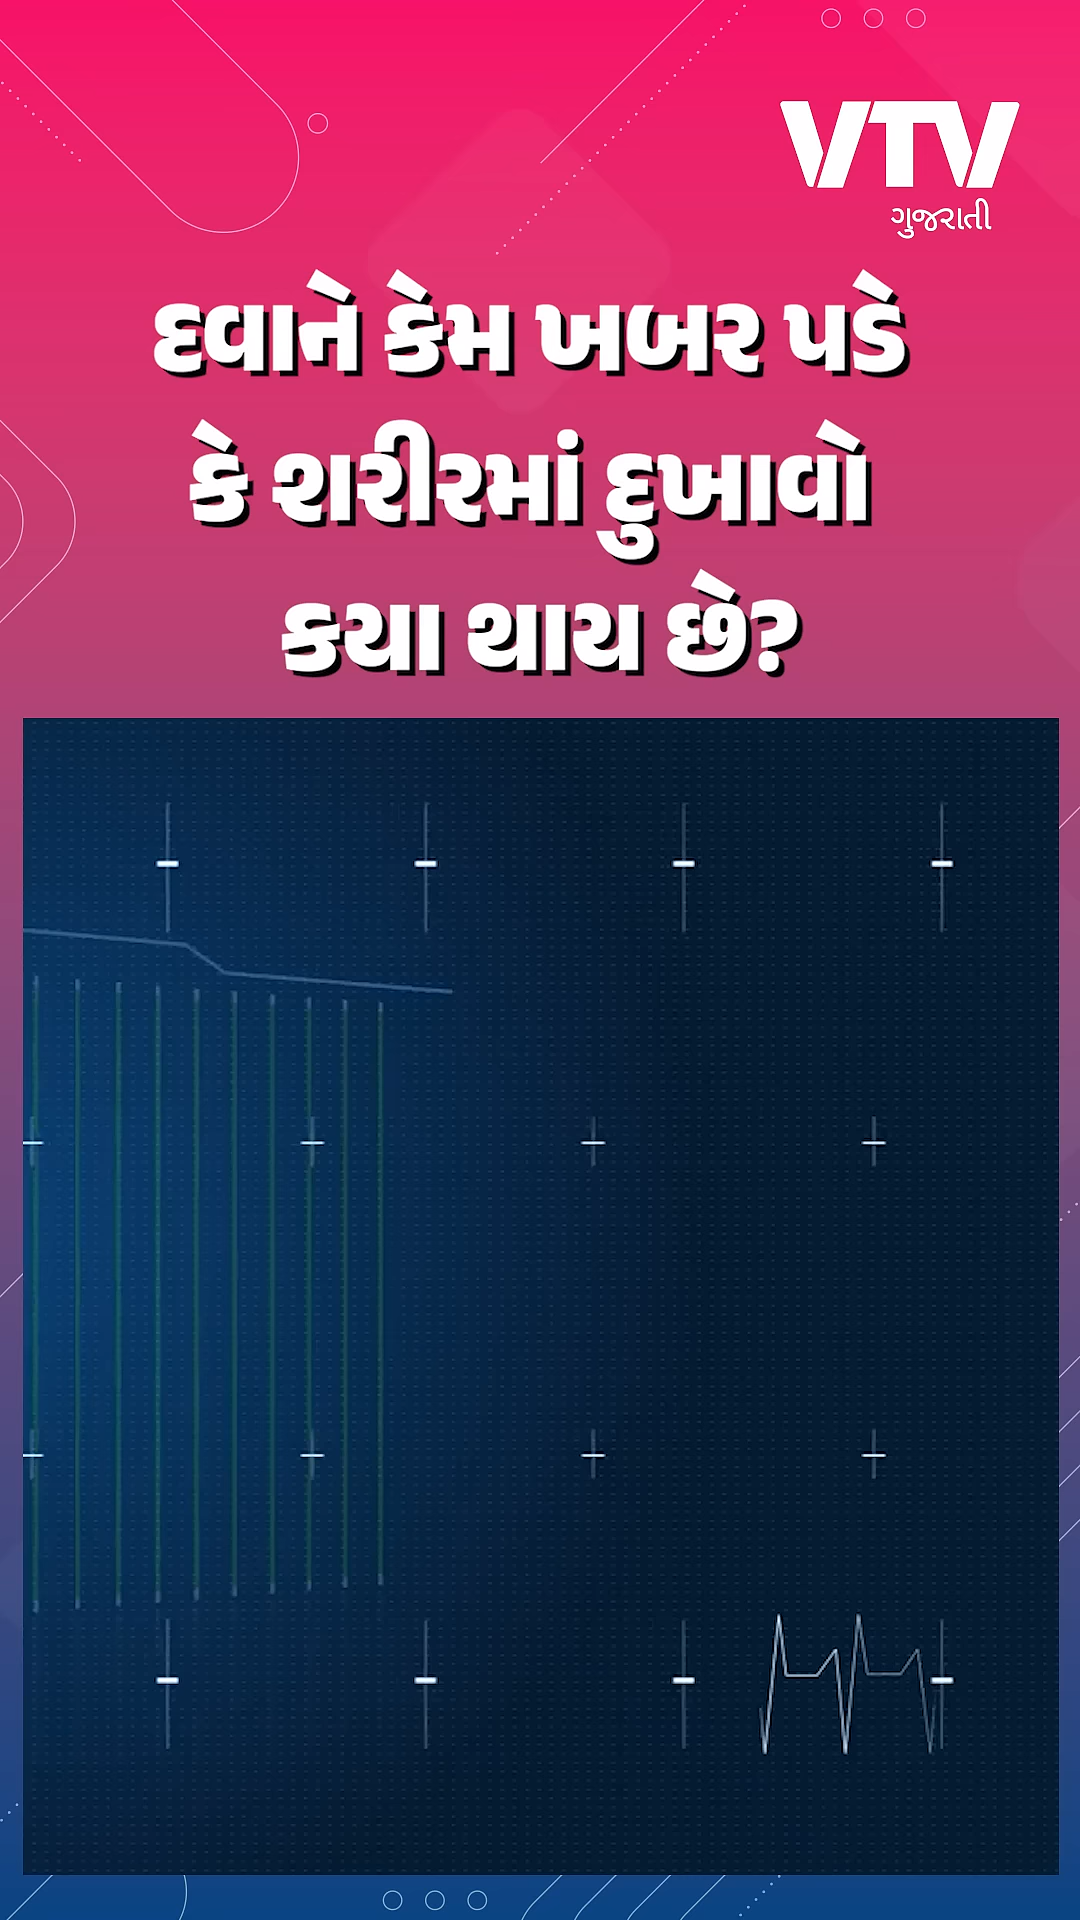 VTV
ગુજરાતી
દવાને કેમ ખબર પડે
કે શરીરમાં દુખાવો
કયા થાય છે?